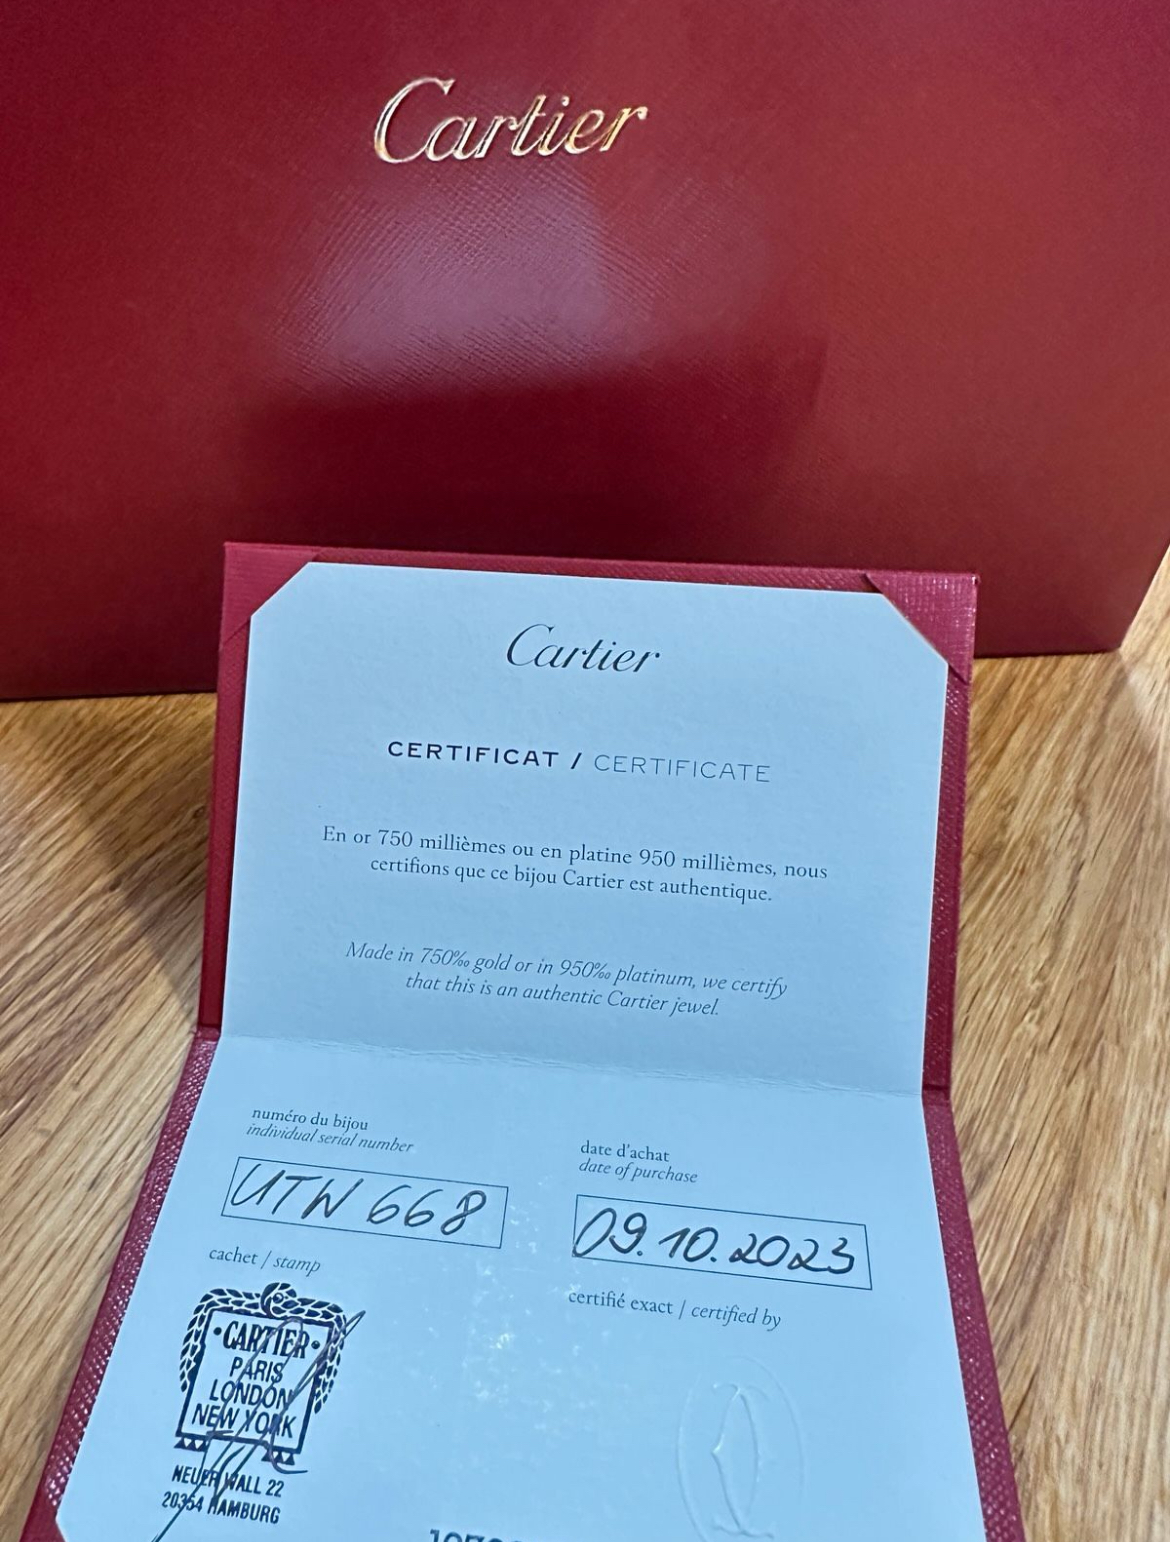 Cartier
Cartier
CERTIFICAT / CERTIFICATE
En or 750 millièmes ou en platine 950 millièmes, nous
certifions que ce bijou Cartier est authentique.
Made in 750‰ gold or in 950‰ platinum, we certify
that this is an authentic Cartier jewel.
numéro du bijou
individual serial number
UTW 668
date d'achat
date of purchase
09.10.2023
cachet / stamp
certifié exact / certified by
CARTIER
PARIS
LONDON
NEW YORK
NEUER WALL 22
20354 HAMBURG